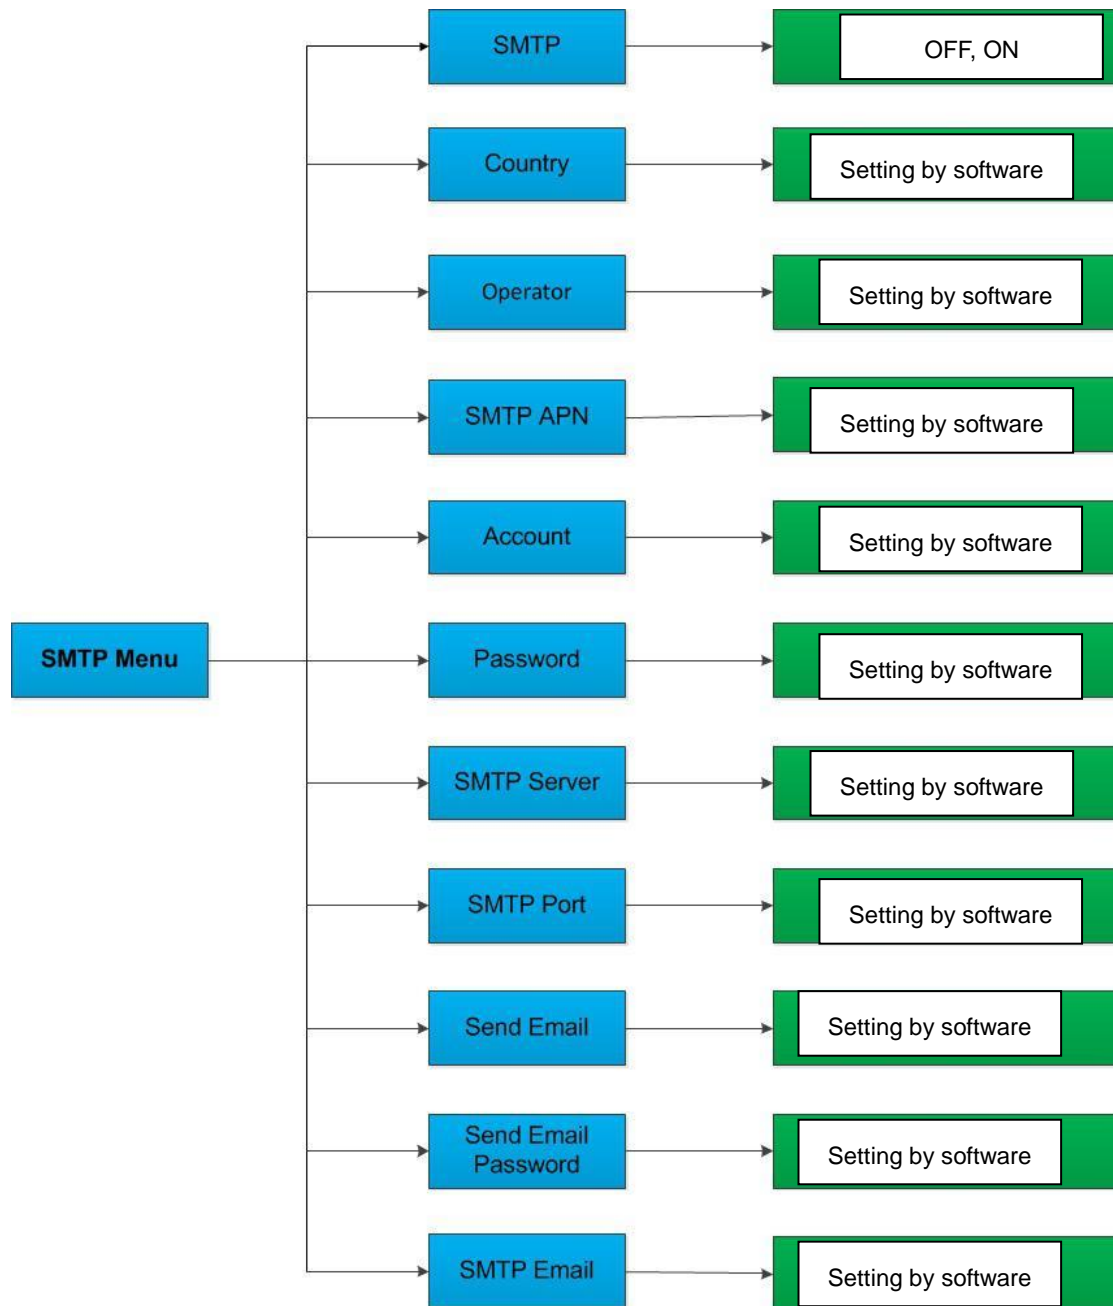 SMTP
OFF, ON
Country
Setting by software
Operator
Setting by software
SMTP APN
Setting by software
Account
Setting by software
SMTP Menu
Password
Setting by software
SMTP Server
Setting by software
SMTP Port
Setting by software
Send Email
Setting by software
Send Email
Password
Setting by software
SMTP Email
Setting by software